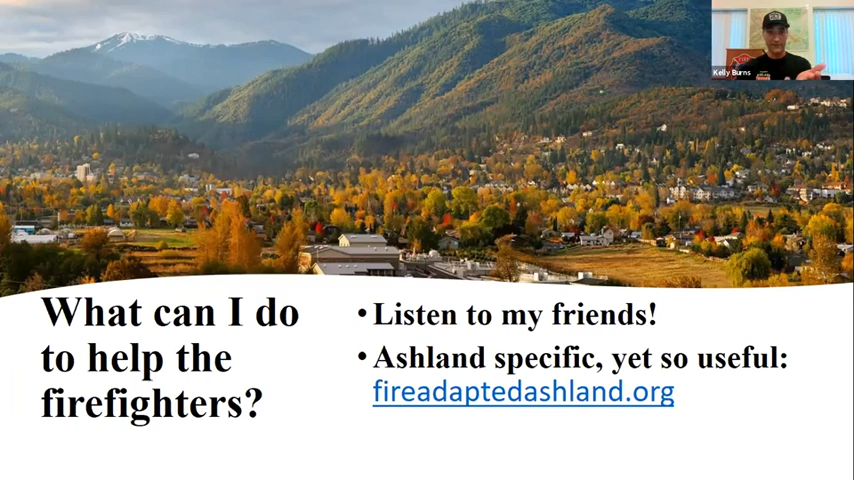 Kelly Burns
What can I do
to help the
firefighters?
• Listen to my friends!
• Ashland specific, yet so useful:
fireadaptedashland.org